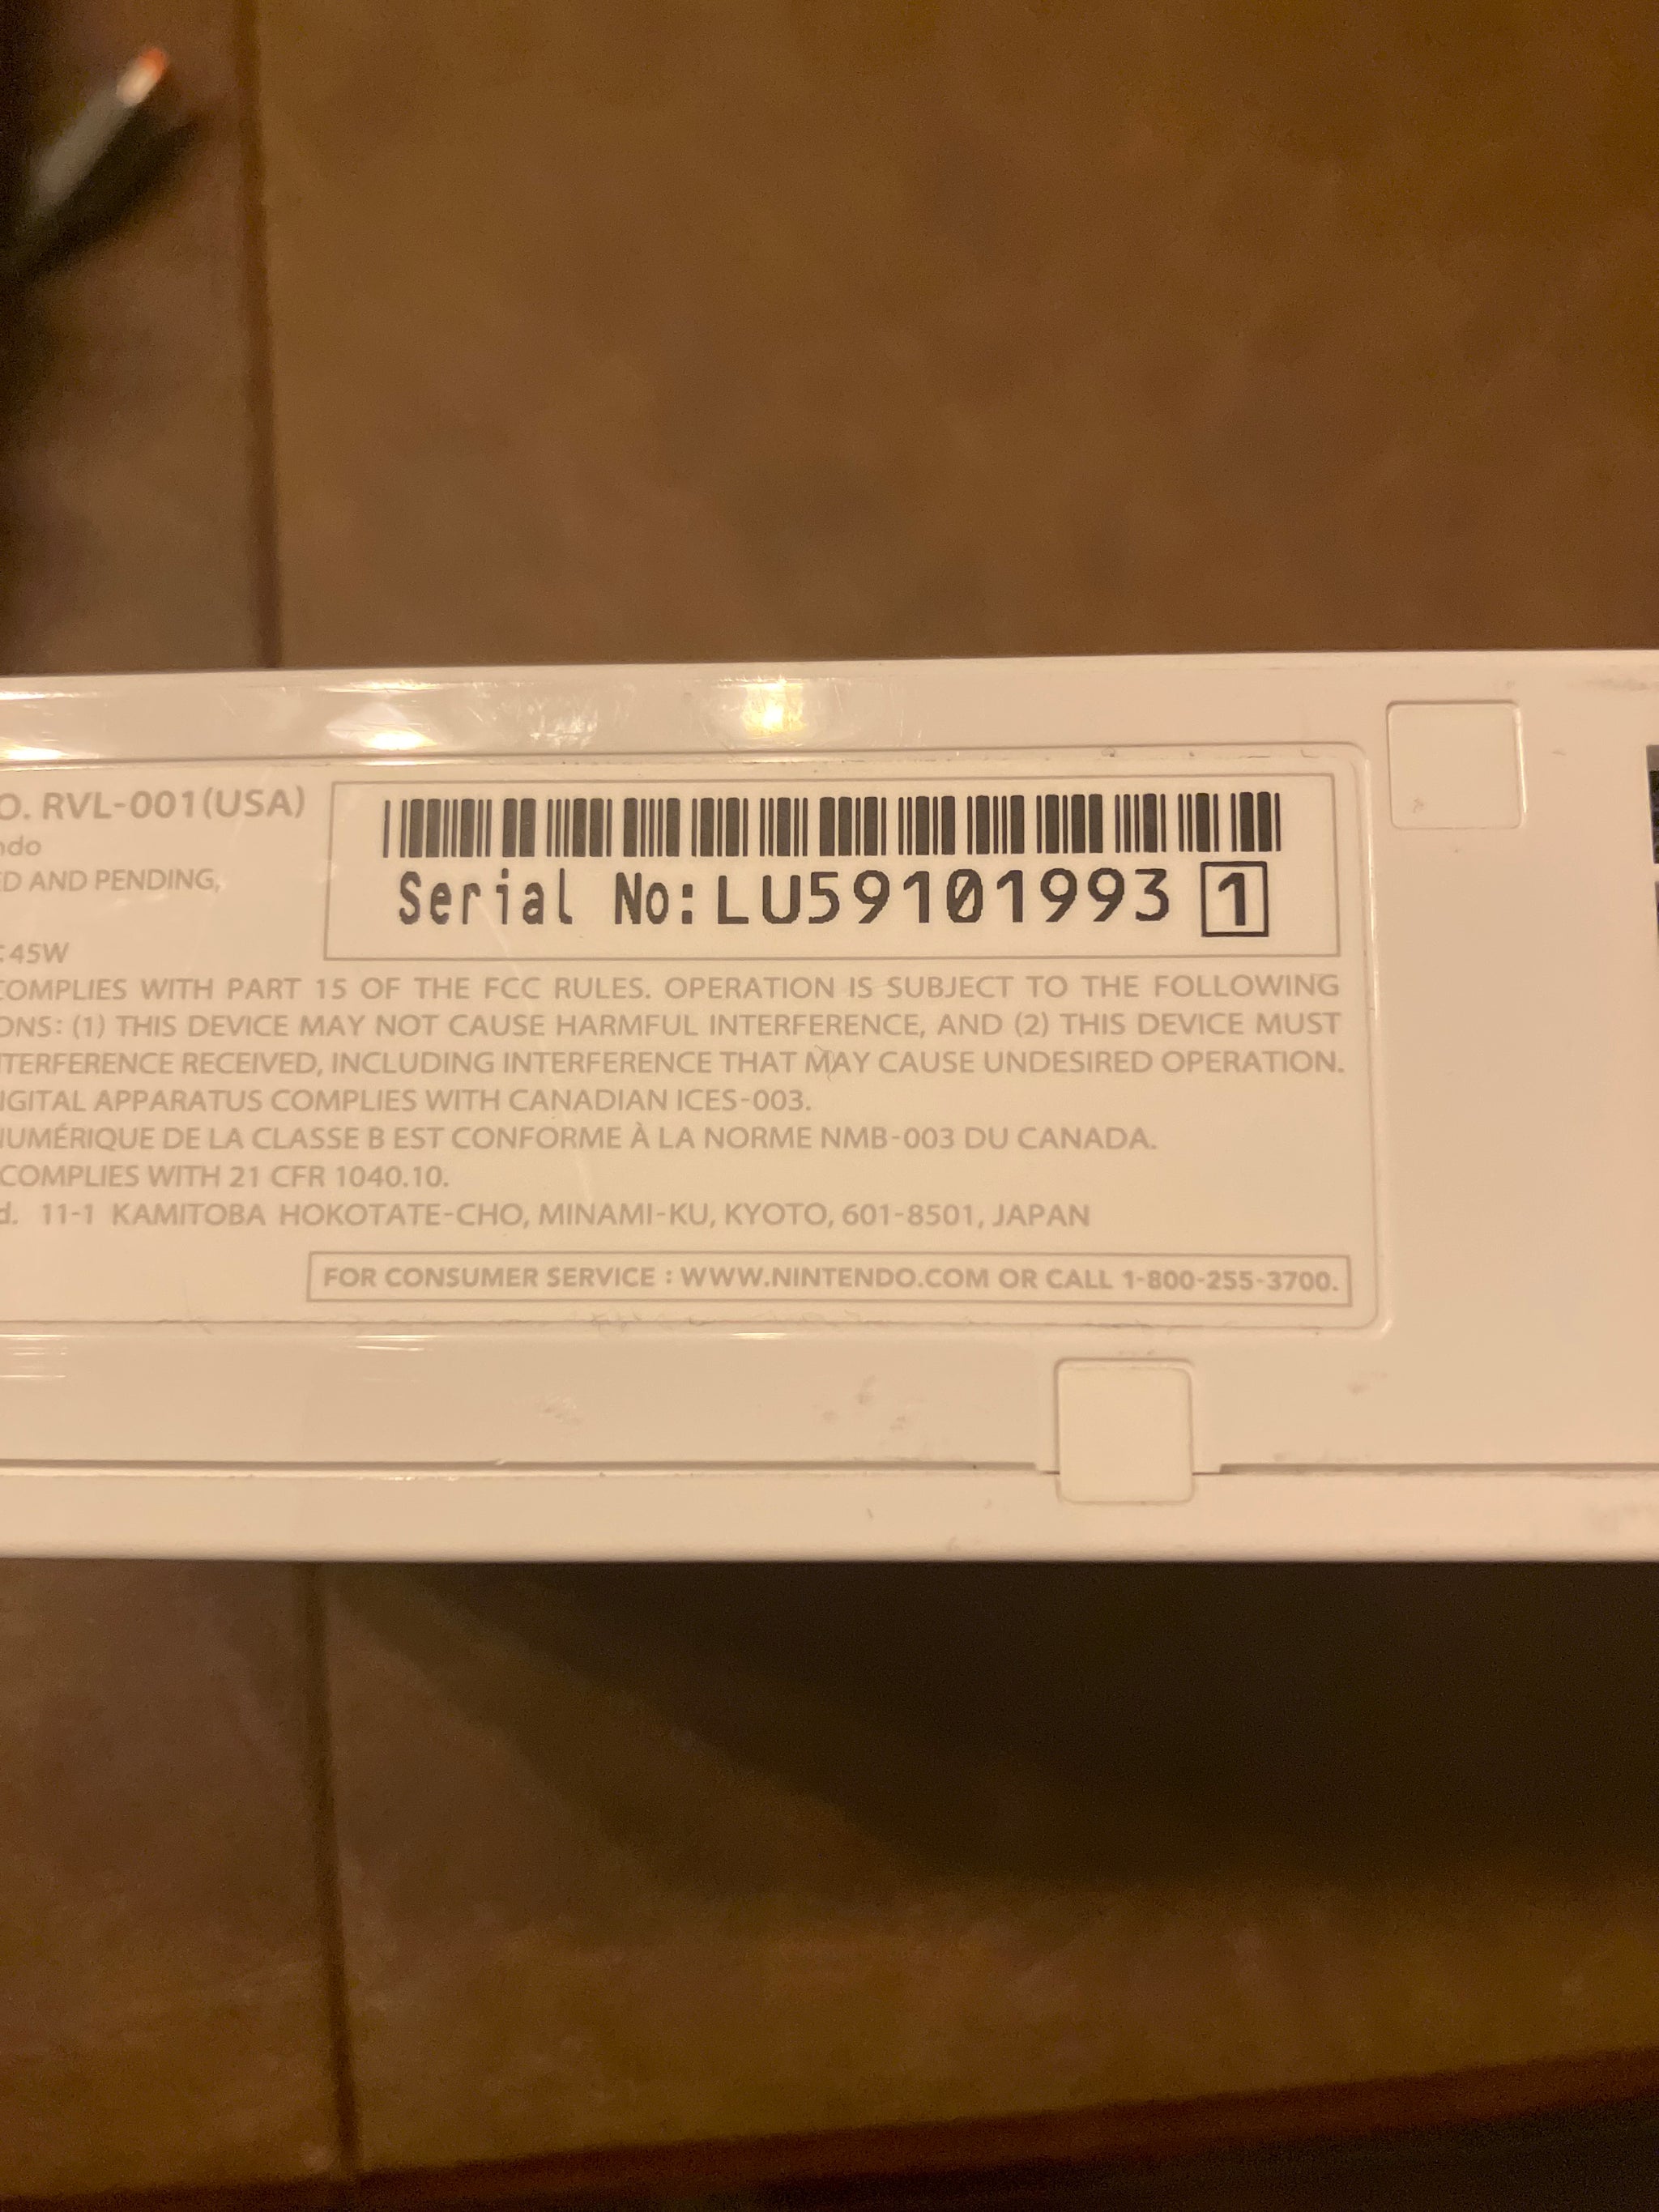 O. RVL-001(USA)
ndo
D AND PENDING,
Serial No:LU59101993 1
:45W
COMPLIES WITH PART 15 OF THE FCC RULES. OPERATION IS SUBJECT TO THE FOLLOWING
ONS: (1) THIS DEVICE MAY NOT CAUSE HARMFUL INTERFERENCE, AND (2) THIS DEVICE MUST
TERFERENCE RECEIVED, INCLUDING INTERFERENCE THAT MAY CAUSE UNDESIRED OPERATION.
IGITAL APPARATUS COMPLIES WITH CANADIAN ICES-003.
NUMÉRIQUE DE LA CLASSE B EST CONFORME À LA NORME NMB-003 DU CANADA.
COMPLIES WITH 21 CFR 1040.10.
d. 11-1 KAMITOBA HOKOTATE-CHO, MINAMI-KU, KYOTO, 601-8501, JAPAN
FOR CONSUMER SERVICE : WWW.NINTENDO.COM OR CALL 1-800-255-3700.